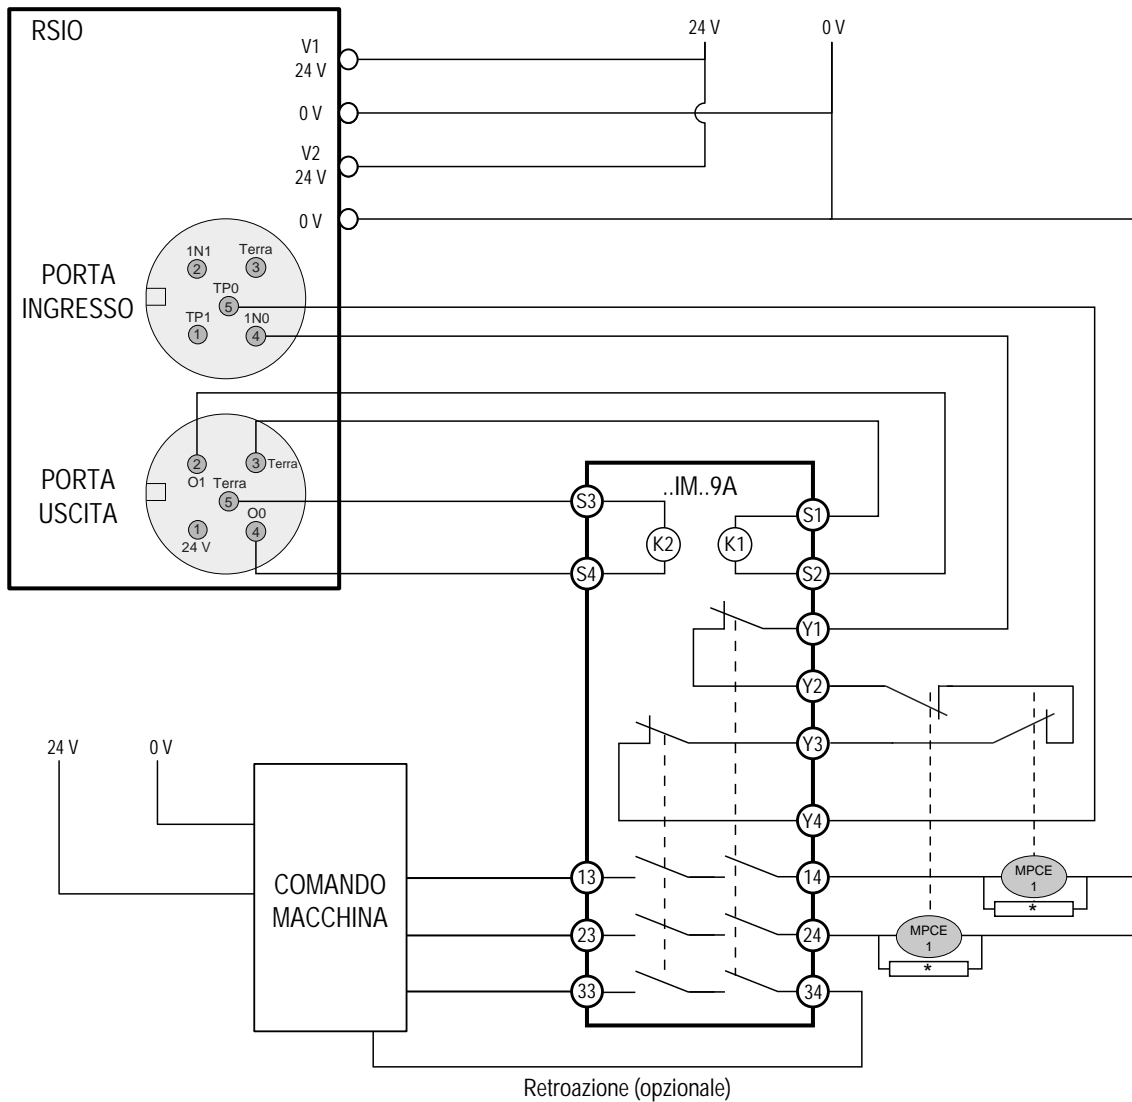 RSIO
24 V
0 V
V1
24 V
0 V
V2
24 V
0 V
PORTA
INGRESSO
1N1
2
Terra
3
TP0
5
TP1
1
1N0
4
PORTA
USCITA
2
O1
3
Terra
Terra
5
O0
4
1
24 V
..IM..9A
S3
S4
K2
K1
S1
S2
Y1
Y2
Y3
Y4
24 V
0 V
COMANDO
MACCHINA
13
14
23
24
33
34
MPCE
1
*
MPCE
1
*
Retroazione (opzionale)